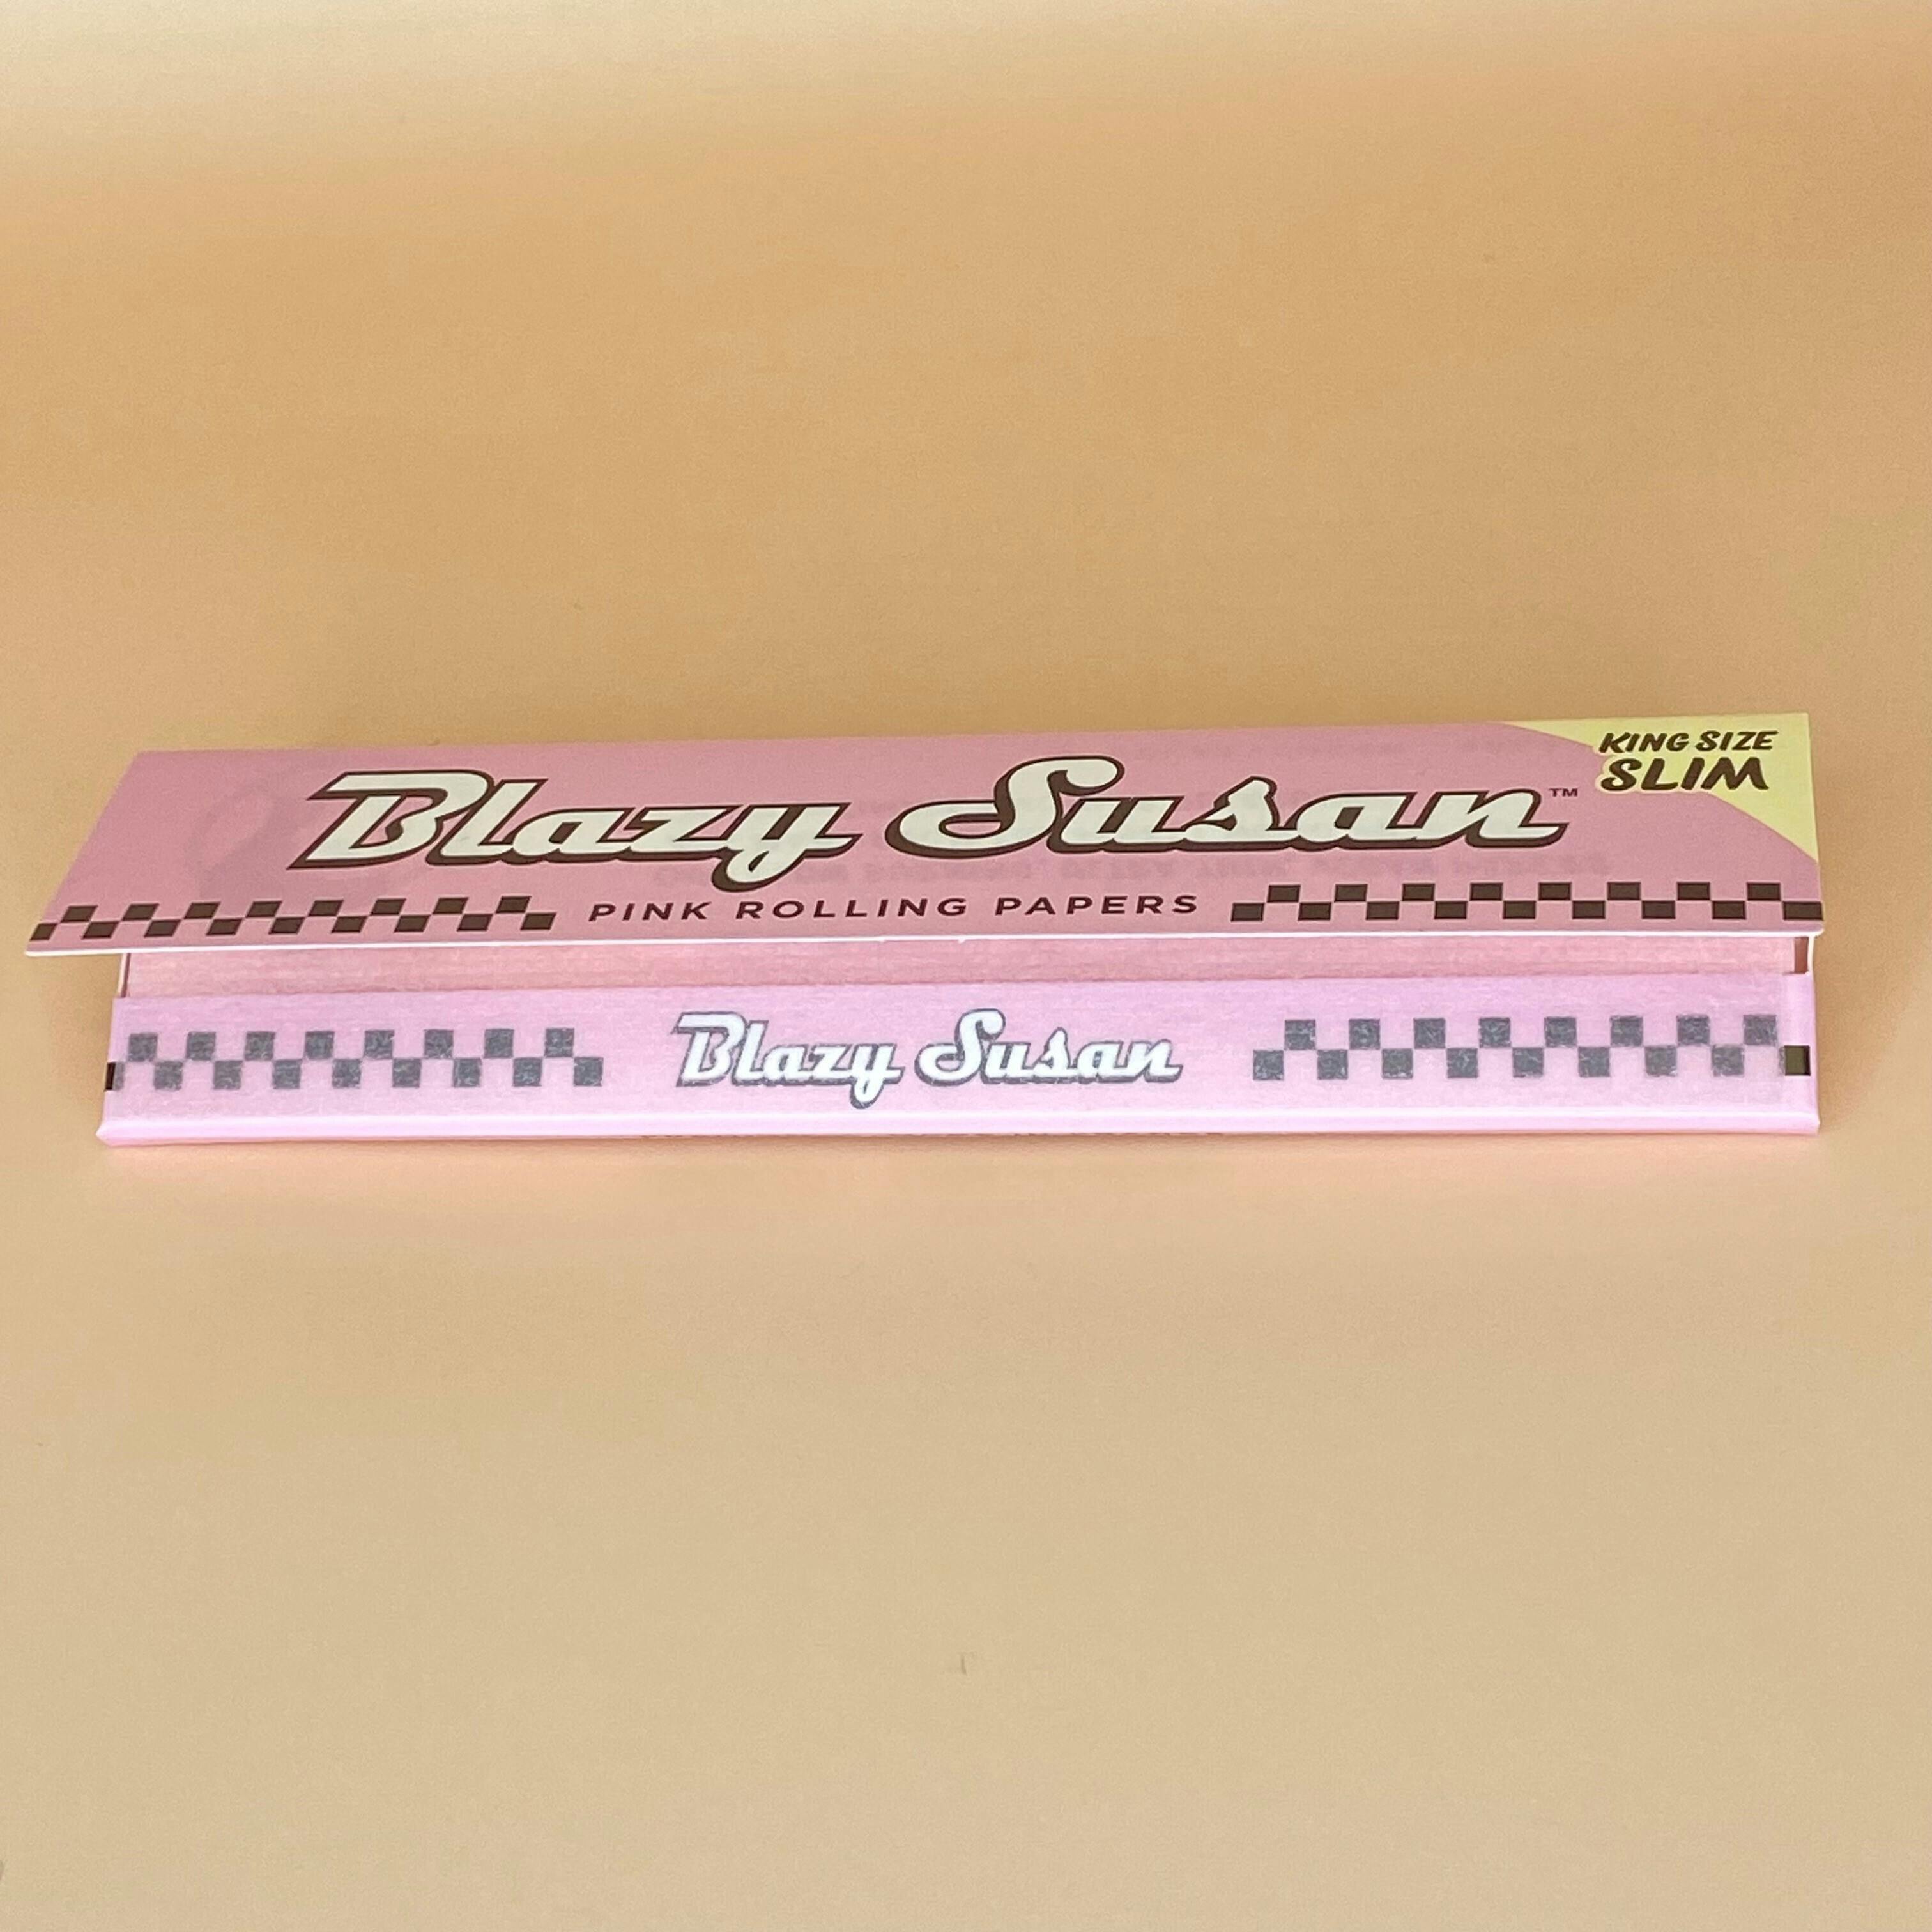 KING SIZE
SLIM
Blazy Susan™
PINK ROLLING PAPERS
Blazy Susan